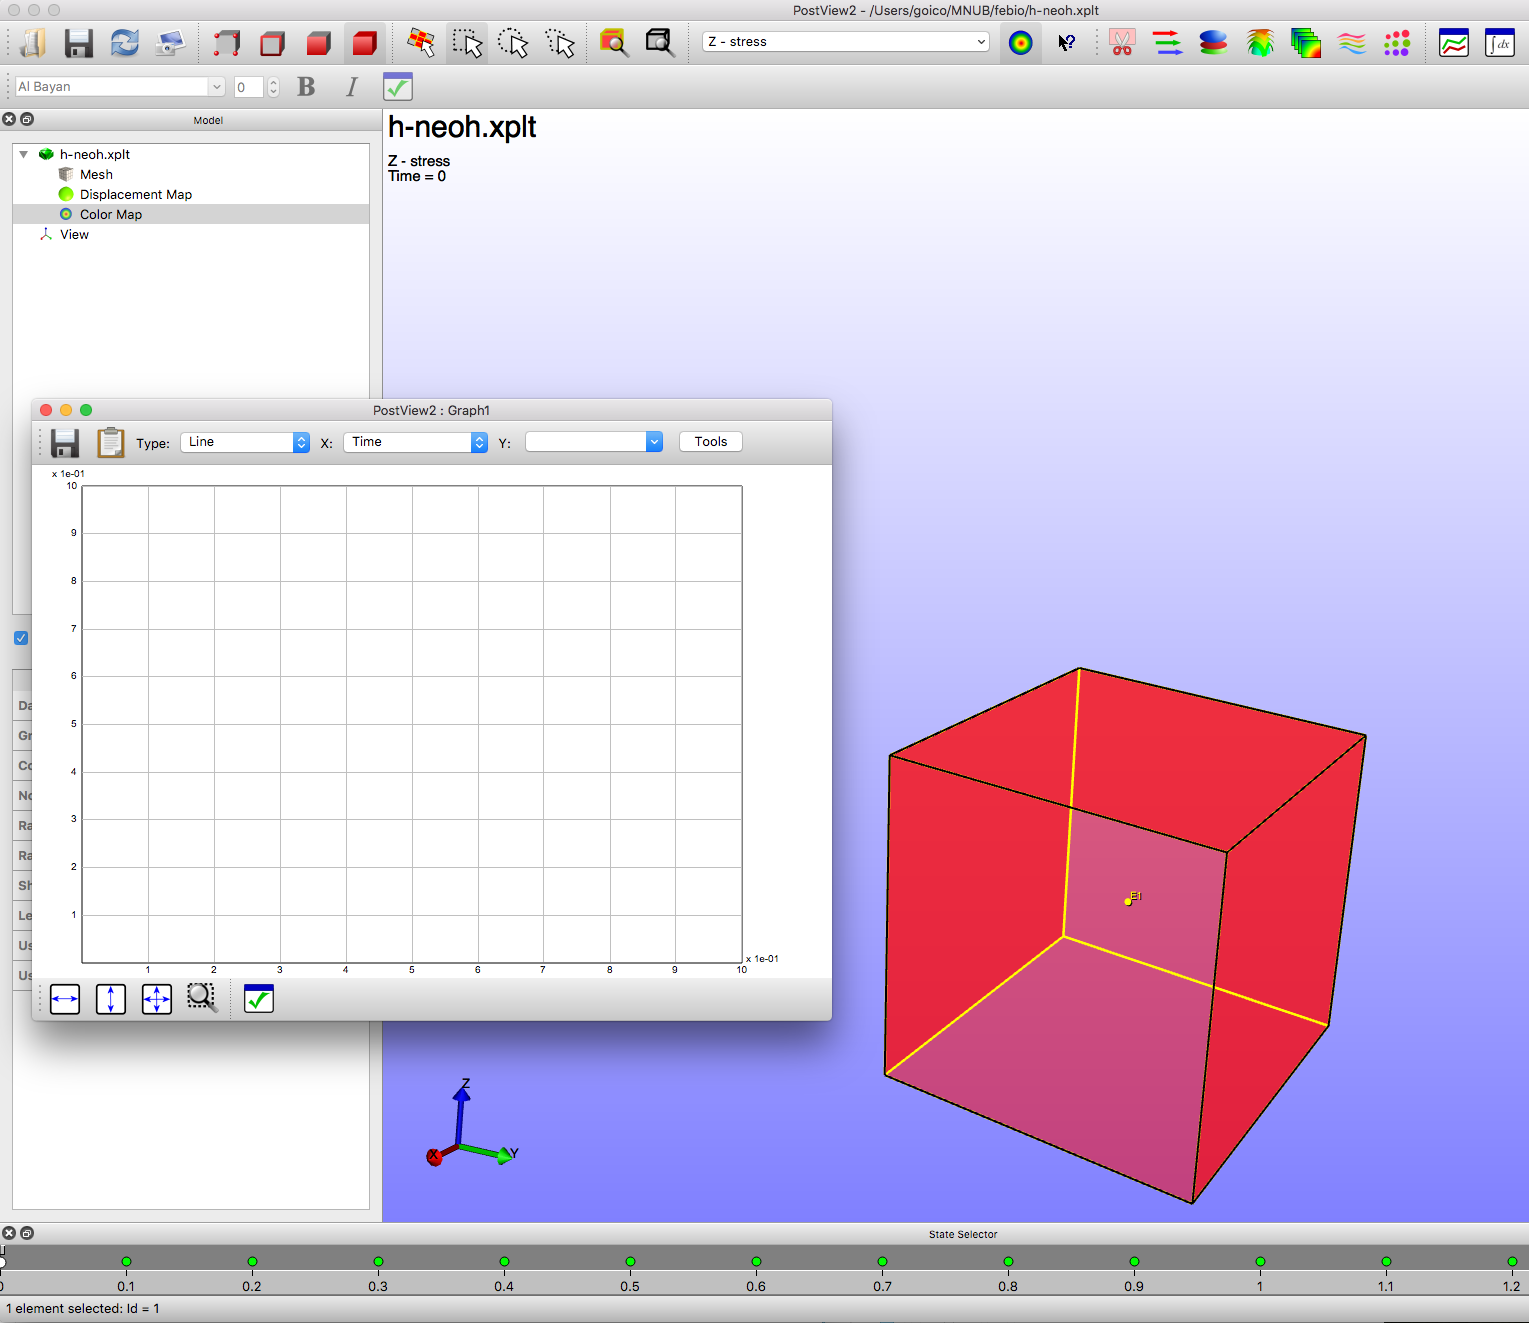 PostView2 - /Users/goico/MNUB/febio/h-neoh.xplt
Z - stress
∫dx
Al Bayan
0
B
I
Model
h-neoh.xplt
Mesh
Displacement Map
Color Map
View
h-neoh.xplt
Z - stress
Time = 0
PostView2 : Graph1
Type: Line X: Time Y: Tools
x 1e-01
10
9
8
7
6
5
4
3
2
1
1 2 3 4 5 6 7 8 9 10
x 1e-01
Da
Gr
Co
No
Ra
Ra
Sh
Le
Us
Us
E1
Z
X
Y
State Selector
0 0.1 0.2 0.3 0.4 0.5 0.6 0.7 0.8 0.9 1 1.1 1.2
1 element selected: Id = 1